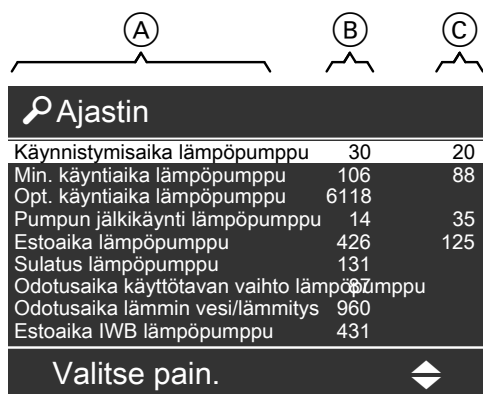 A B C
Ajastin
Käynnistymisaika lämpöpumppu 30 20
Min. käyntiaika lämpöpumppu 106 88
Opt. käyntiaika lämpöpumppu 6118
Pumpun jälkikäynti lämpöpumppu 14 35
Estoaika lämpöpumppu 426 125
Sulatus lämpöpumppu 131
Odotusaika käyttötavan vaihto lämpöpumppu 87
Odotusaika lämmin vesi/lämmitys 960
Estoaika IWB lämpöpumppu 431
Valitse pain.